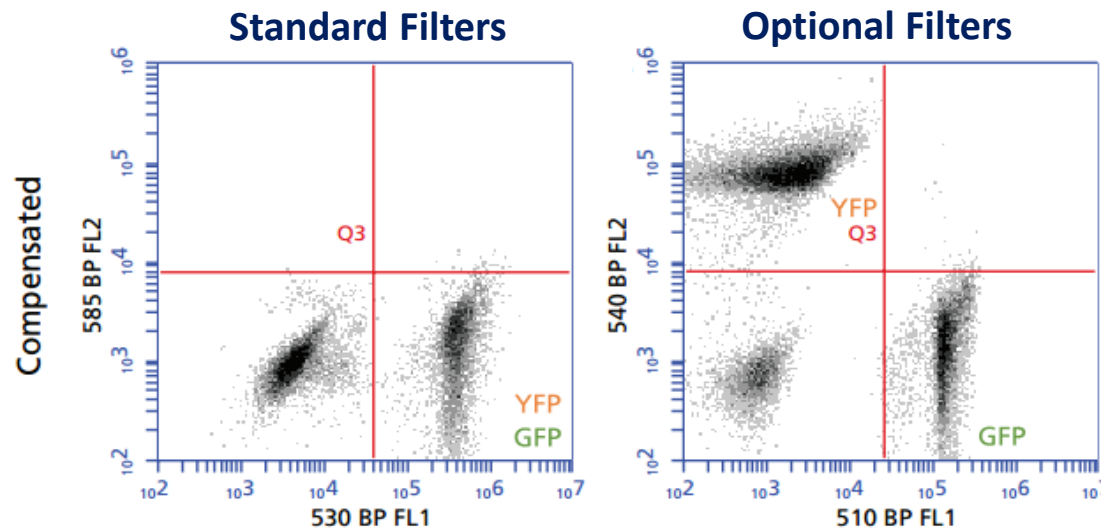 Standard Filters
Optional Filters
Compensated
585 BP FL2
10^6
10^5
10^4
10^3
10^2
Q3
YFP
GFP
10^2 10^3 10^4 10^5 10^6 10^7
530 BP FL1
540 BP FL2
10^6
10^5
10^4
10^3
10^2
YFP
Q3
GFP
10^2 10^3 10^4 10^5 10^6 10^7
510 BP FL1